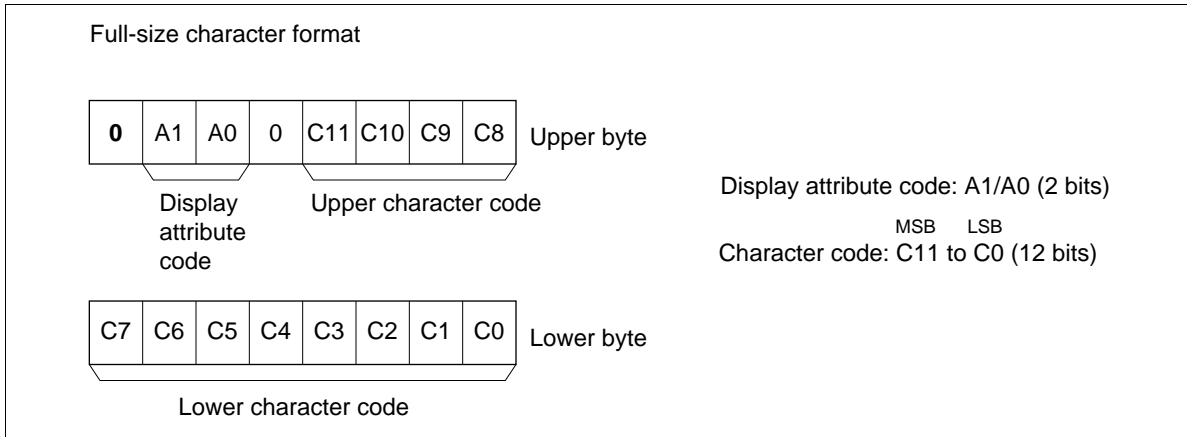 Full-size character format
0 A1 A0 0 C11 C10 C9 C8 Upper byte
Display attribute code
Upper character code
Display attribute code: A1/A0 (2 bits)
MSB LSB
Character code: C11 to C0 (12 bits)
C7 C6 C5 C4 C3 C2 C1 C0 Lower byte
Lower character code